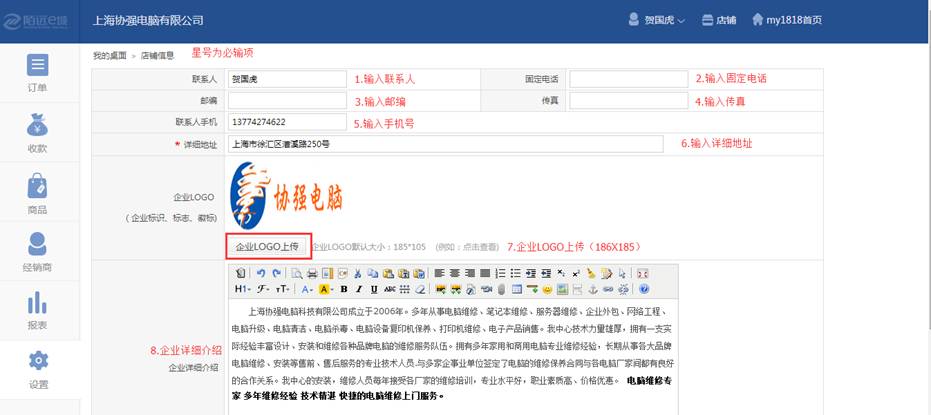 陌远e城 上海协强电脑有限公司 贺国虎 店铺 my1818首页
我的桌面 > 店铺信息 星号为必输项
订单
收款
商品
经销商
报表
设置
联系人 贺国虎 1.输入联系人 固定电话 2.输入固定电话
邮编 3.输入邮编 传真 4.输入传真
联系人手机 13774274622 5.输入手机号
* 详细地址 上海市徐汇区漕溪路250号 6.输入详细地址
企业LOGO
(企业标识、标志、徽标)
协强电脑
企业LOGO上传 企业LOGO默认大小：185*105 (例如：点击查看) 7.企业LOGO上传（186X185）
8.企业详细介绍
企业详细介绍
上海协强电脑科技有限公司成立于2006年。多年从事电脑维修、笔记本维修、服务器维修、企业外包、网络工程、
电脑升级、电脑清洁、电脑杀毒、电脑设备复印机保养、打印机维修、电子产品销售。我中心技术力量雄厚，拥有一支实
际经验丰富设计、安装和维修各种品牌电脑的维修服务队伍。拥有多年家用和商用电脑专业维修经验，长期从事各大品牌
电脑维修、安装等售前、售后服务的专业技术人员.与多家企事业单位签定了电脑的维修保养合同与各电脑厂家间都有良好
的合作关系。我中心的安装，维修人员每年接受各厂家的维修培训，专业水平好，职业素质高、价格优惠。 电脑维修专
家 多年维修经验 技术精湛 快捷的电脑维修上门服务。